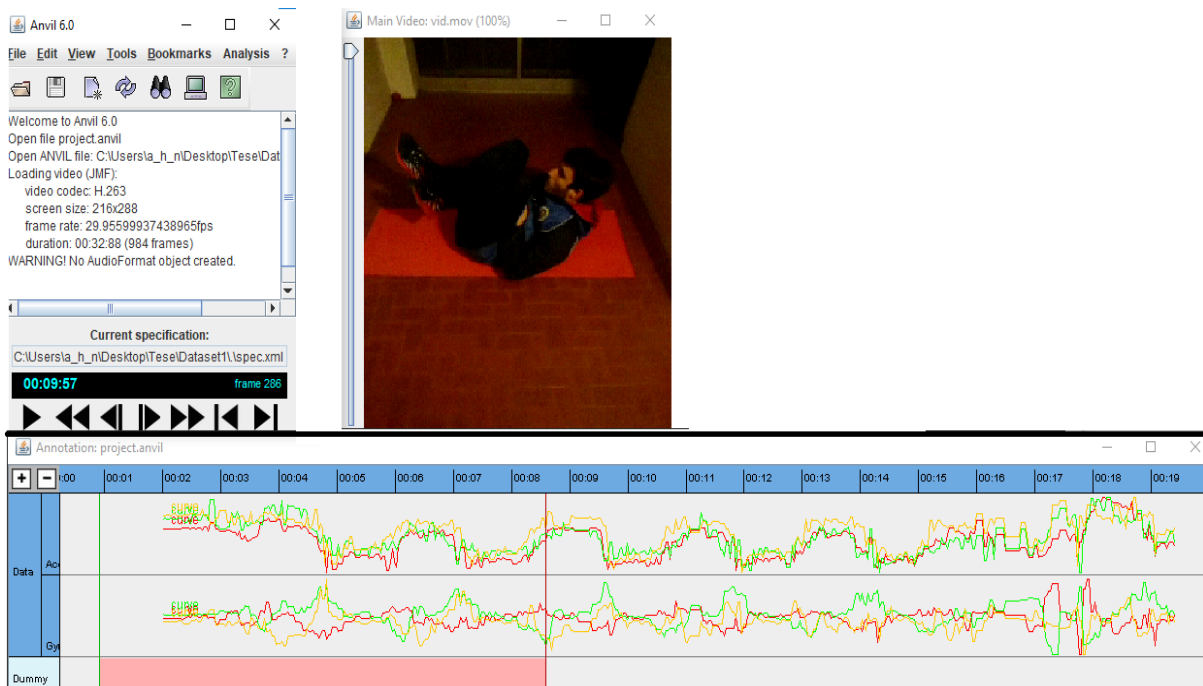 Anvil 6.0
File Edit View Tools Bookmarks Analysis ?
Welcome to Anvil 6.0
Open file project.anvil
Open ANVIL file: C:\Users\a_h_n\Desktop\Tese\Dat
Loading video (JMF):
video codec: H.263
screen size: 216x288
frame rate: 29.95599937438965fps
duration: 00:32:88 (984 frames)
WARNING! No AudioFormat object created.
Current specification:
C:\Users\a_h_n\Desktop\Tese\Dataset1\.\spec.xml
00:09:57 frame 286
Main Video: vid.mov (100%)
Annotation: project.anvil
:00 00:01 00:02 00:03 00:04 00:05 00:06 00:07 00:08 00:09 00:10 00:11 00:12 00:13 00:14 00:15 00:16 00:17 00:18 00:19
curve
Data
Ac
curve
Gy
Dummy